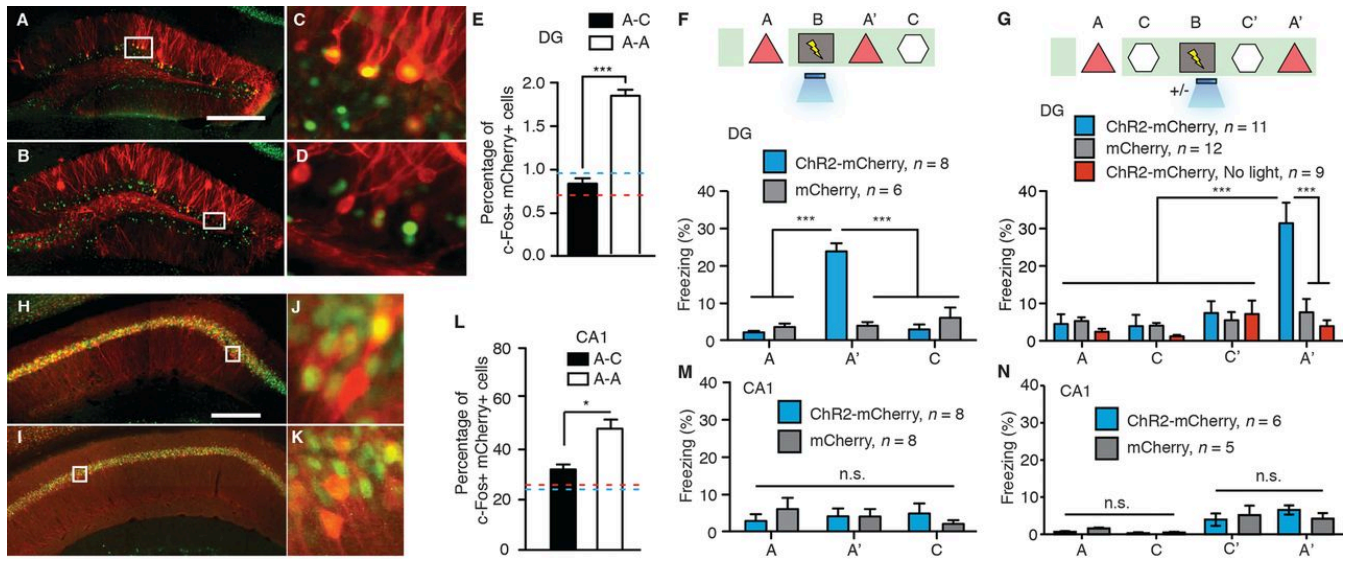 A
B
C
D
E
A-C
A-A
DG
***
2.0
1.5
1.0
0.5
0.0
Percentage of
c-Fos+ mCherry+ cells
F
A
B
A'
C
DG
ChR2-mCherry, n = 8
mCherry, n = 6
40
30
20
10
0
Freezing (%)
***
***
A
A'
C
G
A
C
B
C'
A'
+/-
DG
ChR2-mCherry, n = 11
mCherry, n = 12
ChR2-mCherry, No light, n = 9
40
30
20
10
0
Freezing (%)
***
***
A
C
C'
A'
H
I
J
K
L
CA1
A-C
A-A
*
80
60
40
20
0
Percentage of
c-Fos+ mCherry+ cells
M
CA1
ChR2-mCherry, n = 8
mCherry, n = 8
n.s.
40
30
20
10
0
Freezing (%)
A
A'
C
N
CA1
ChR2-mCherry, n = 6
mCherry, n = 5
n.s.
n.s.
40
30
20
10
0
Freezing (%)
A
C
C'
A'